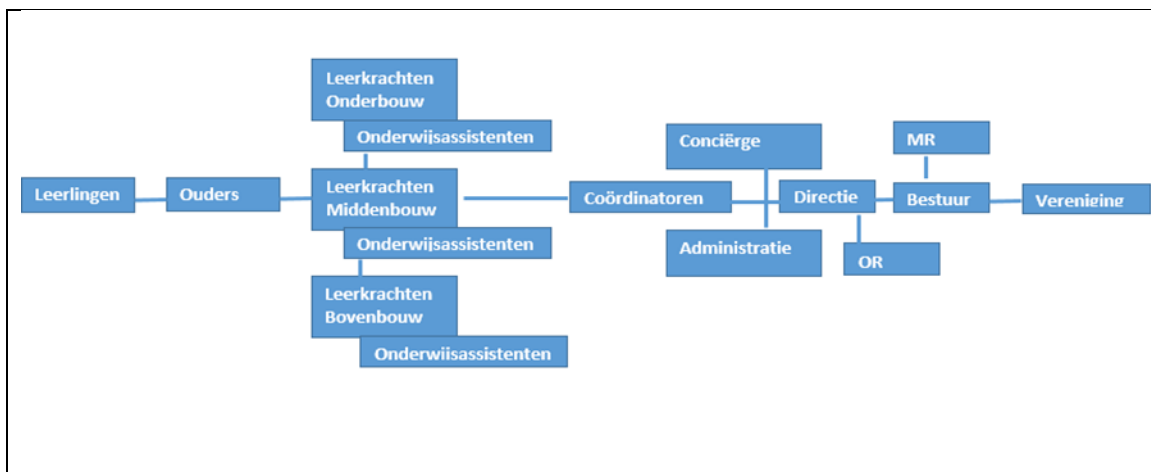 Leerkrachten
Onderbouw
Onderwijsassistenten
Leerlingen
Ouders
Leerkrachten
Middenbouw
Onderwijsassistenten
Leerkrachten
Bovenbouw
Onderwijsassistenten
Coördinatoren
Conciërge
Administratie
Directie
OR
MR
Bestuur
Vereniging